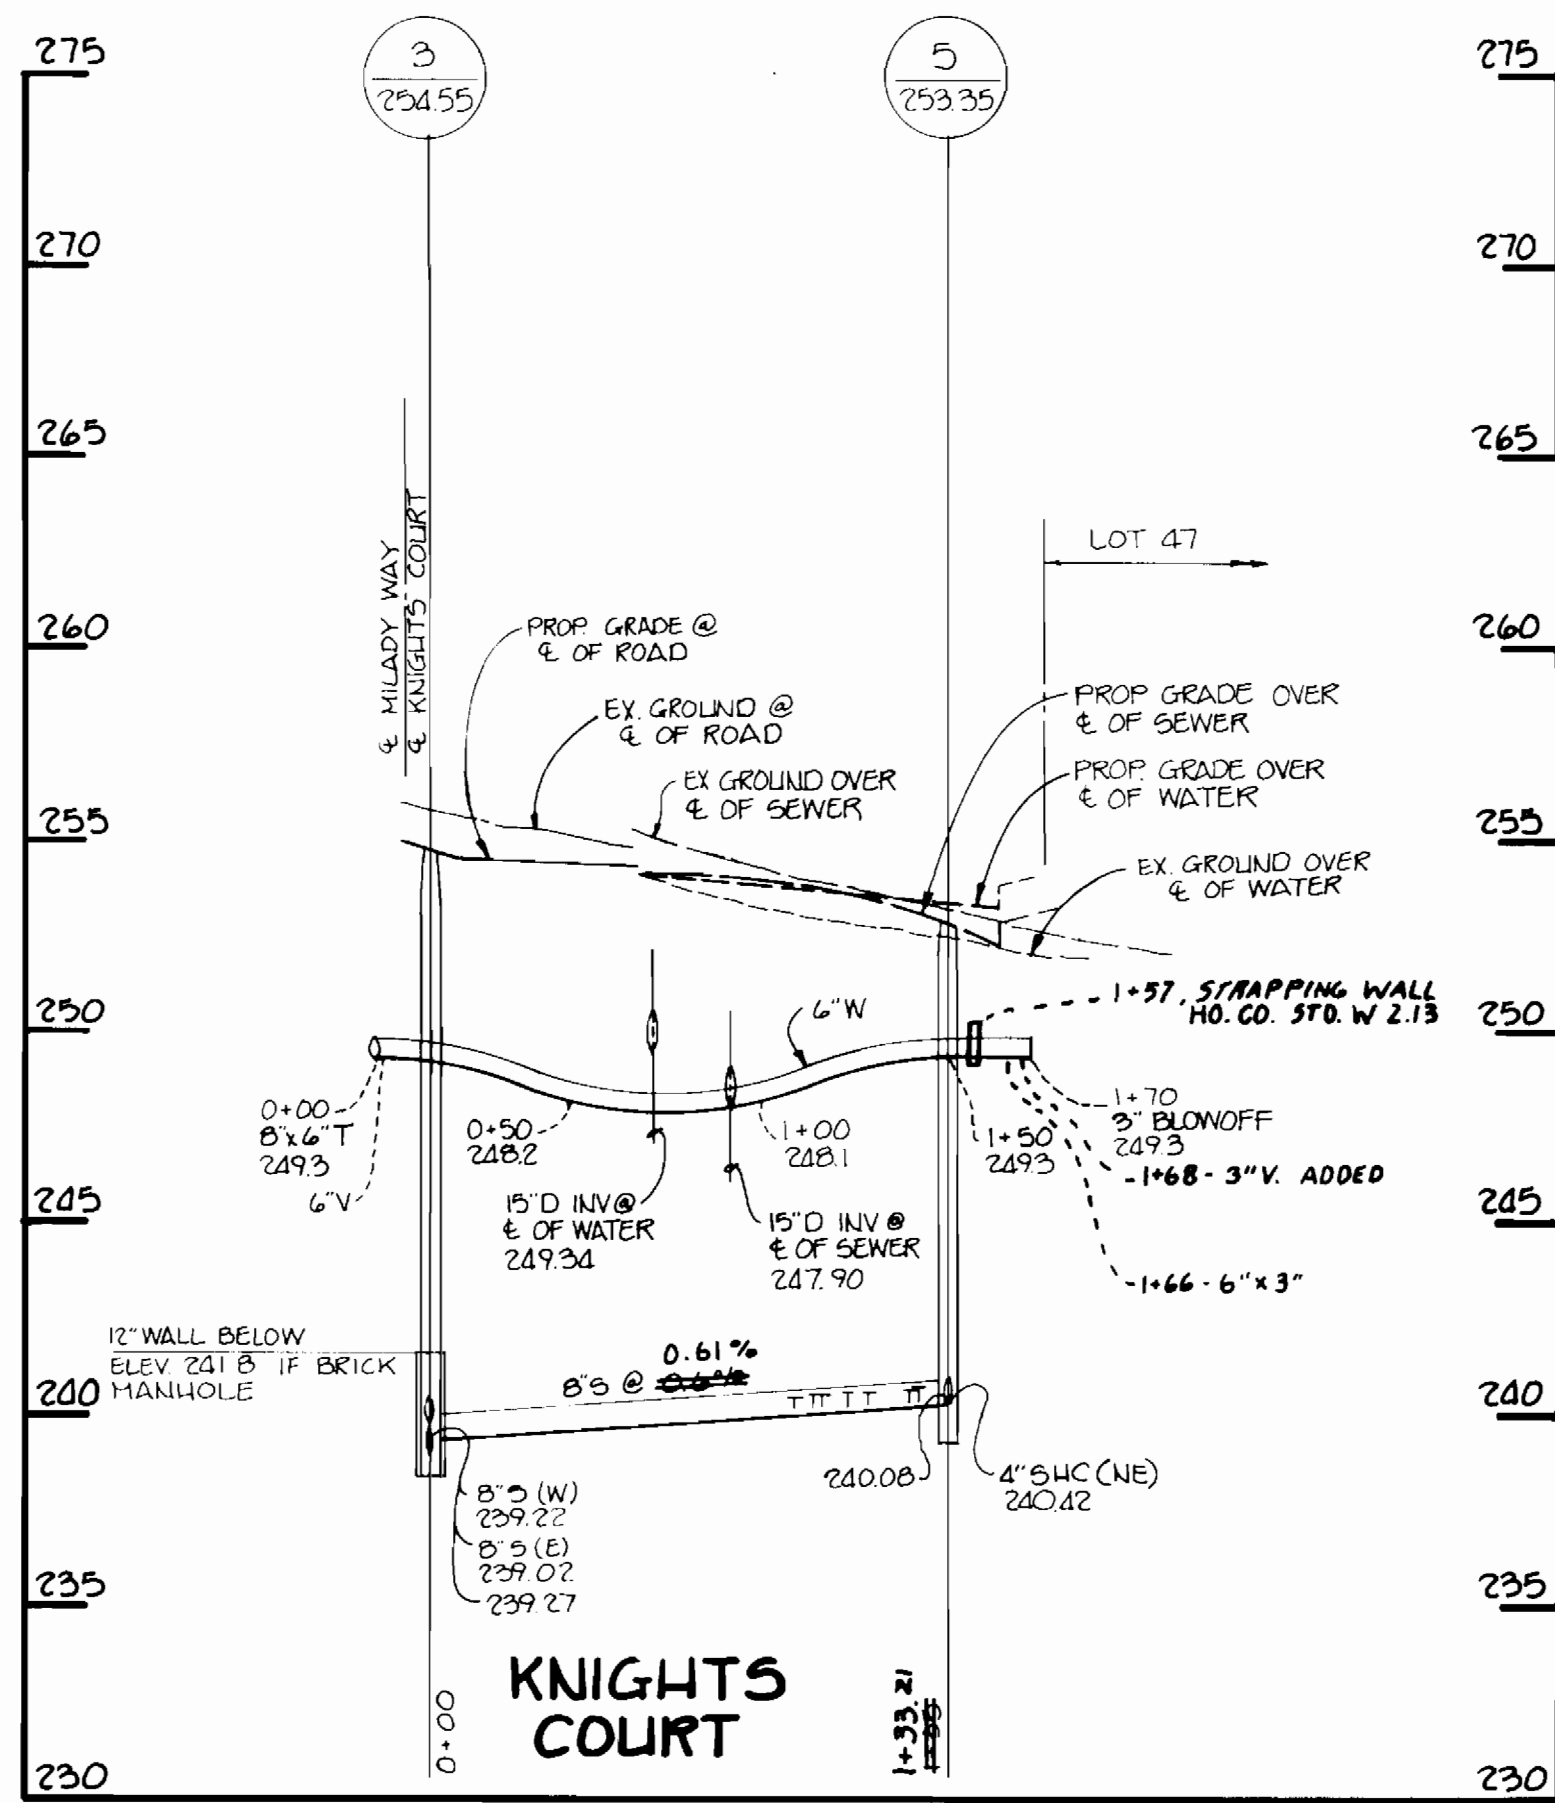 275
275
3
254.55
5
253.35
270
270
265
265
℄ MILADY WAY
℄ KNIGHTS COURT
LOT 47
260
260
PROP. GRADE @
℄ OF ROAD
EX. GROUND @
℄ OF ROAD
EX GROUND OVER
℄ OF SEWER
PROP GRADE OVER
℄ OF SEWER
PROP. GRADE OVER
℄ OF WATER
EX. GROUND OVER
℄ OF WATER
255
255
250
250
6"W
1+57, STRAPPING WALL
HO. CO. STD. W 2.13
0+00
8"x6"T
249.3
6"V
0+50
248.2
1+00
248.1
1+50
249.3
1+70
3" BLOWOFF
249.3
1+68 - 3"V. ADDED
1+66 - 6"x3"
245
245
15"D INV @
℄ OF WATER
249.34
15"D INV @
℄ OF SEWER
247.90
12" WALL BELOW
ELEV. 241 8 IF BRICK
MANHOLE
0.61%
8"S @ 0.6%
240
240
240.08
4"SHC (NE)
240.42
8"S (W)
239.22
8"S (E)
239.02
239.27
235
235
KNIGHTS
COURT
0+00
1+33.21
230
230